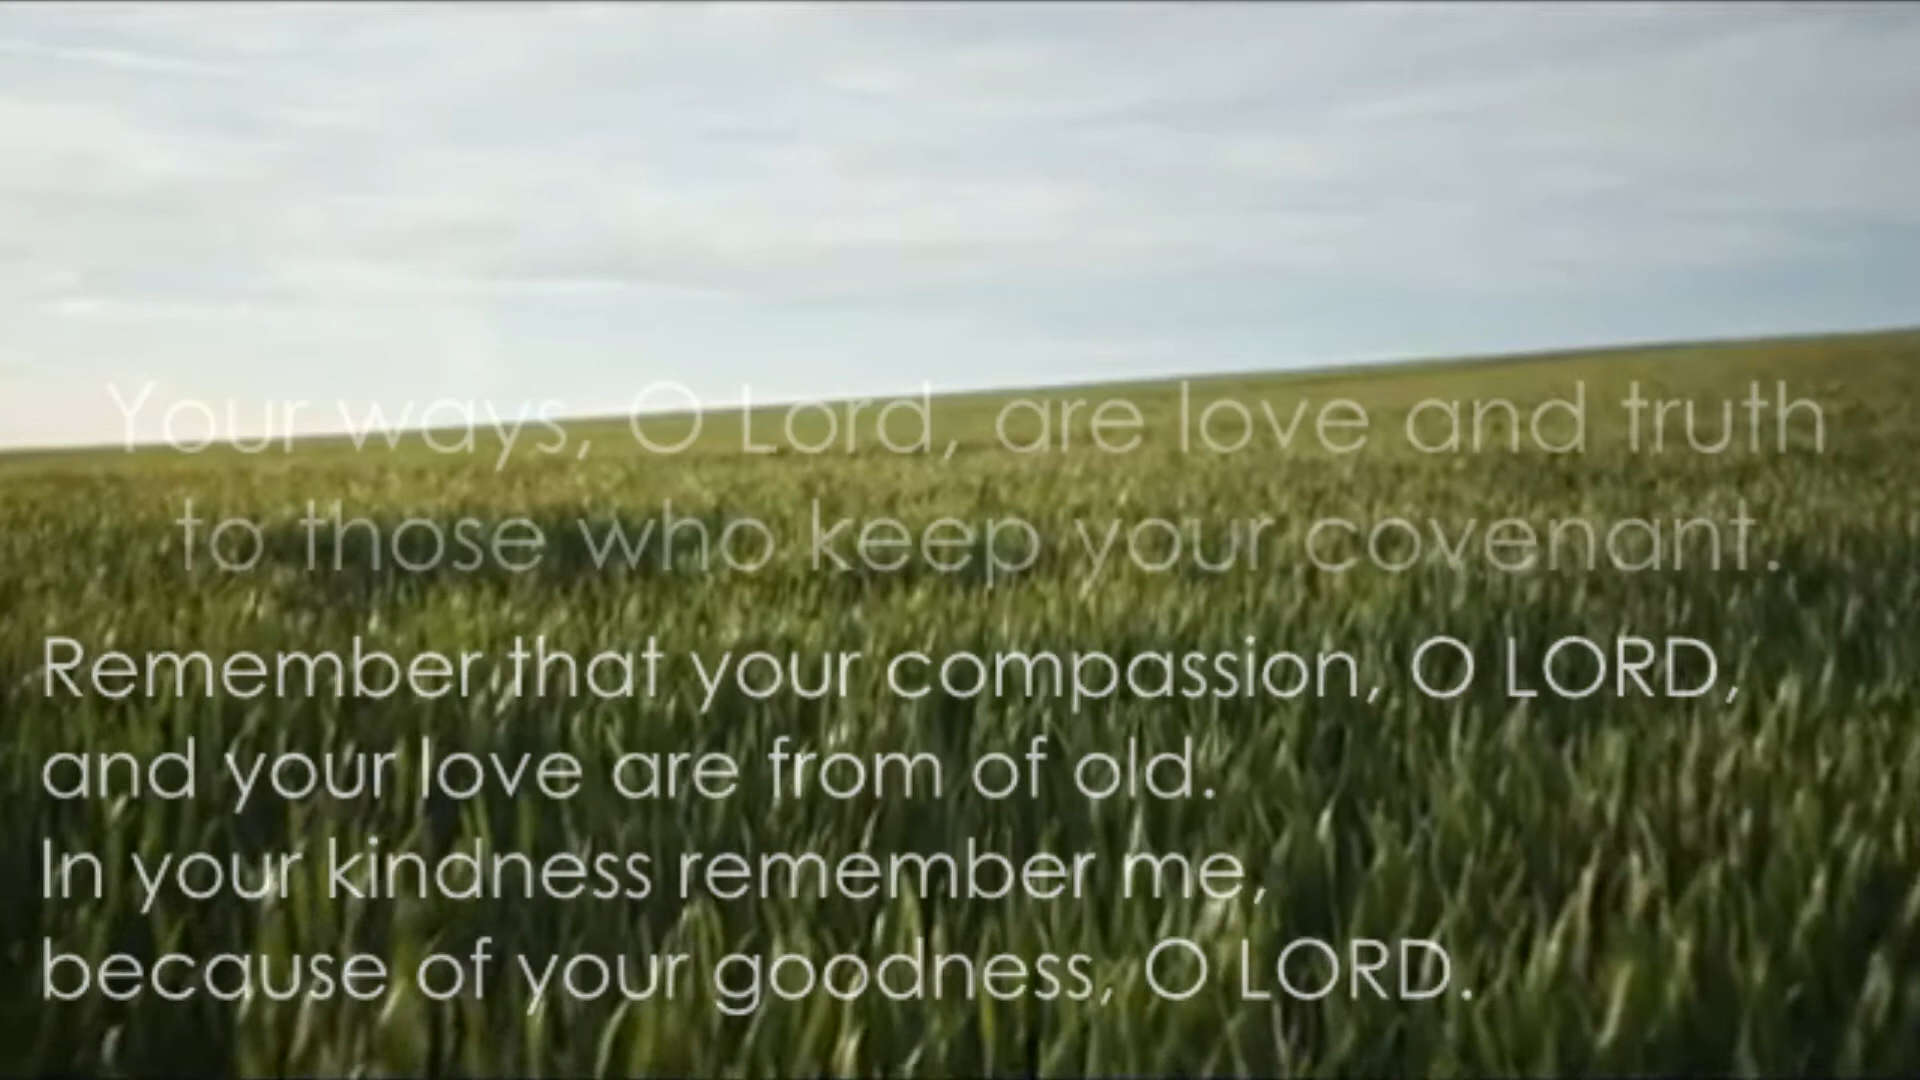 Your ways, O Lord, are love and truth
to those who keep your covenant.
Remember that your compassion, O LORD,
and your love are from of old.
In your kindness remember me,
because of your goodness, O LORD.